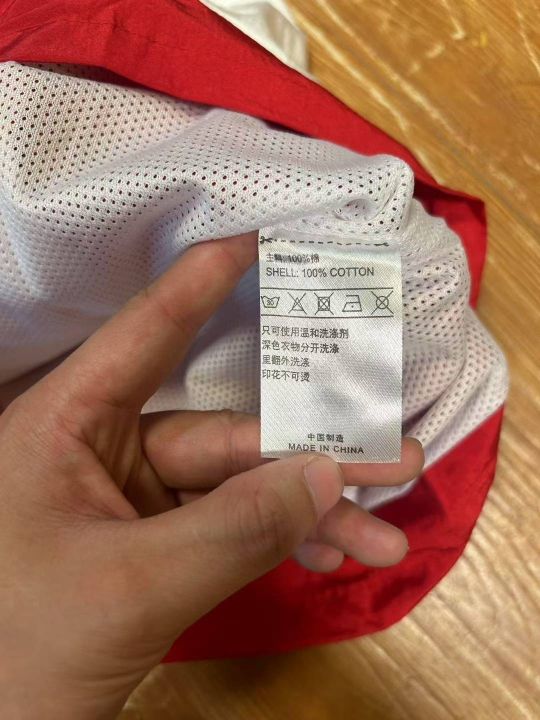 主料:100%棉
SHELL: 100% COTTON
30
只可使用温和洗涤剂
深色衣物分开洗涤
里翻外洗涤
印花不可烫
中国制造
MADE IN CHINA